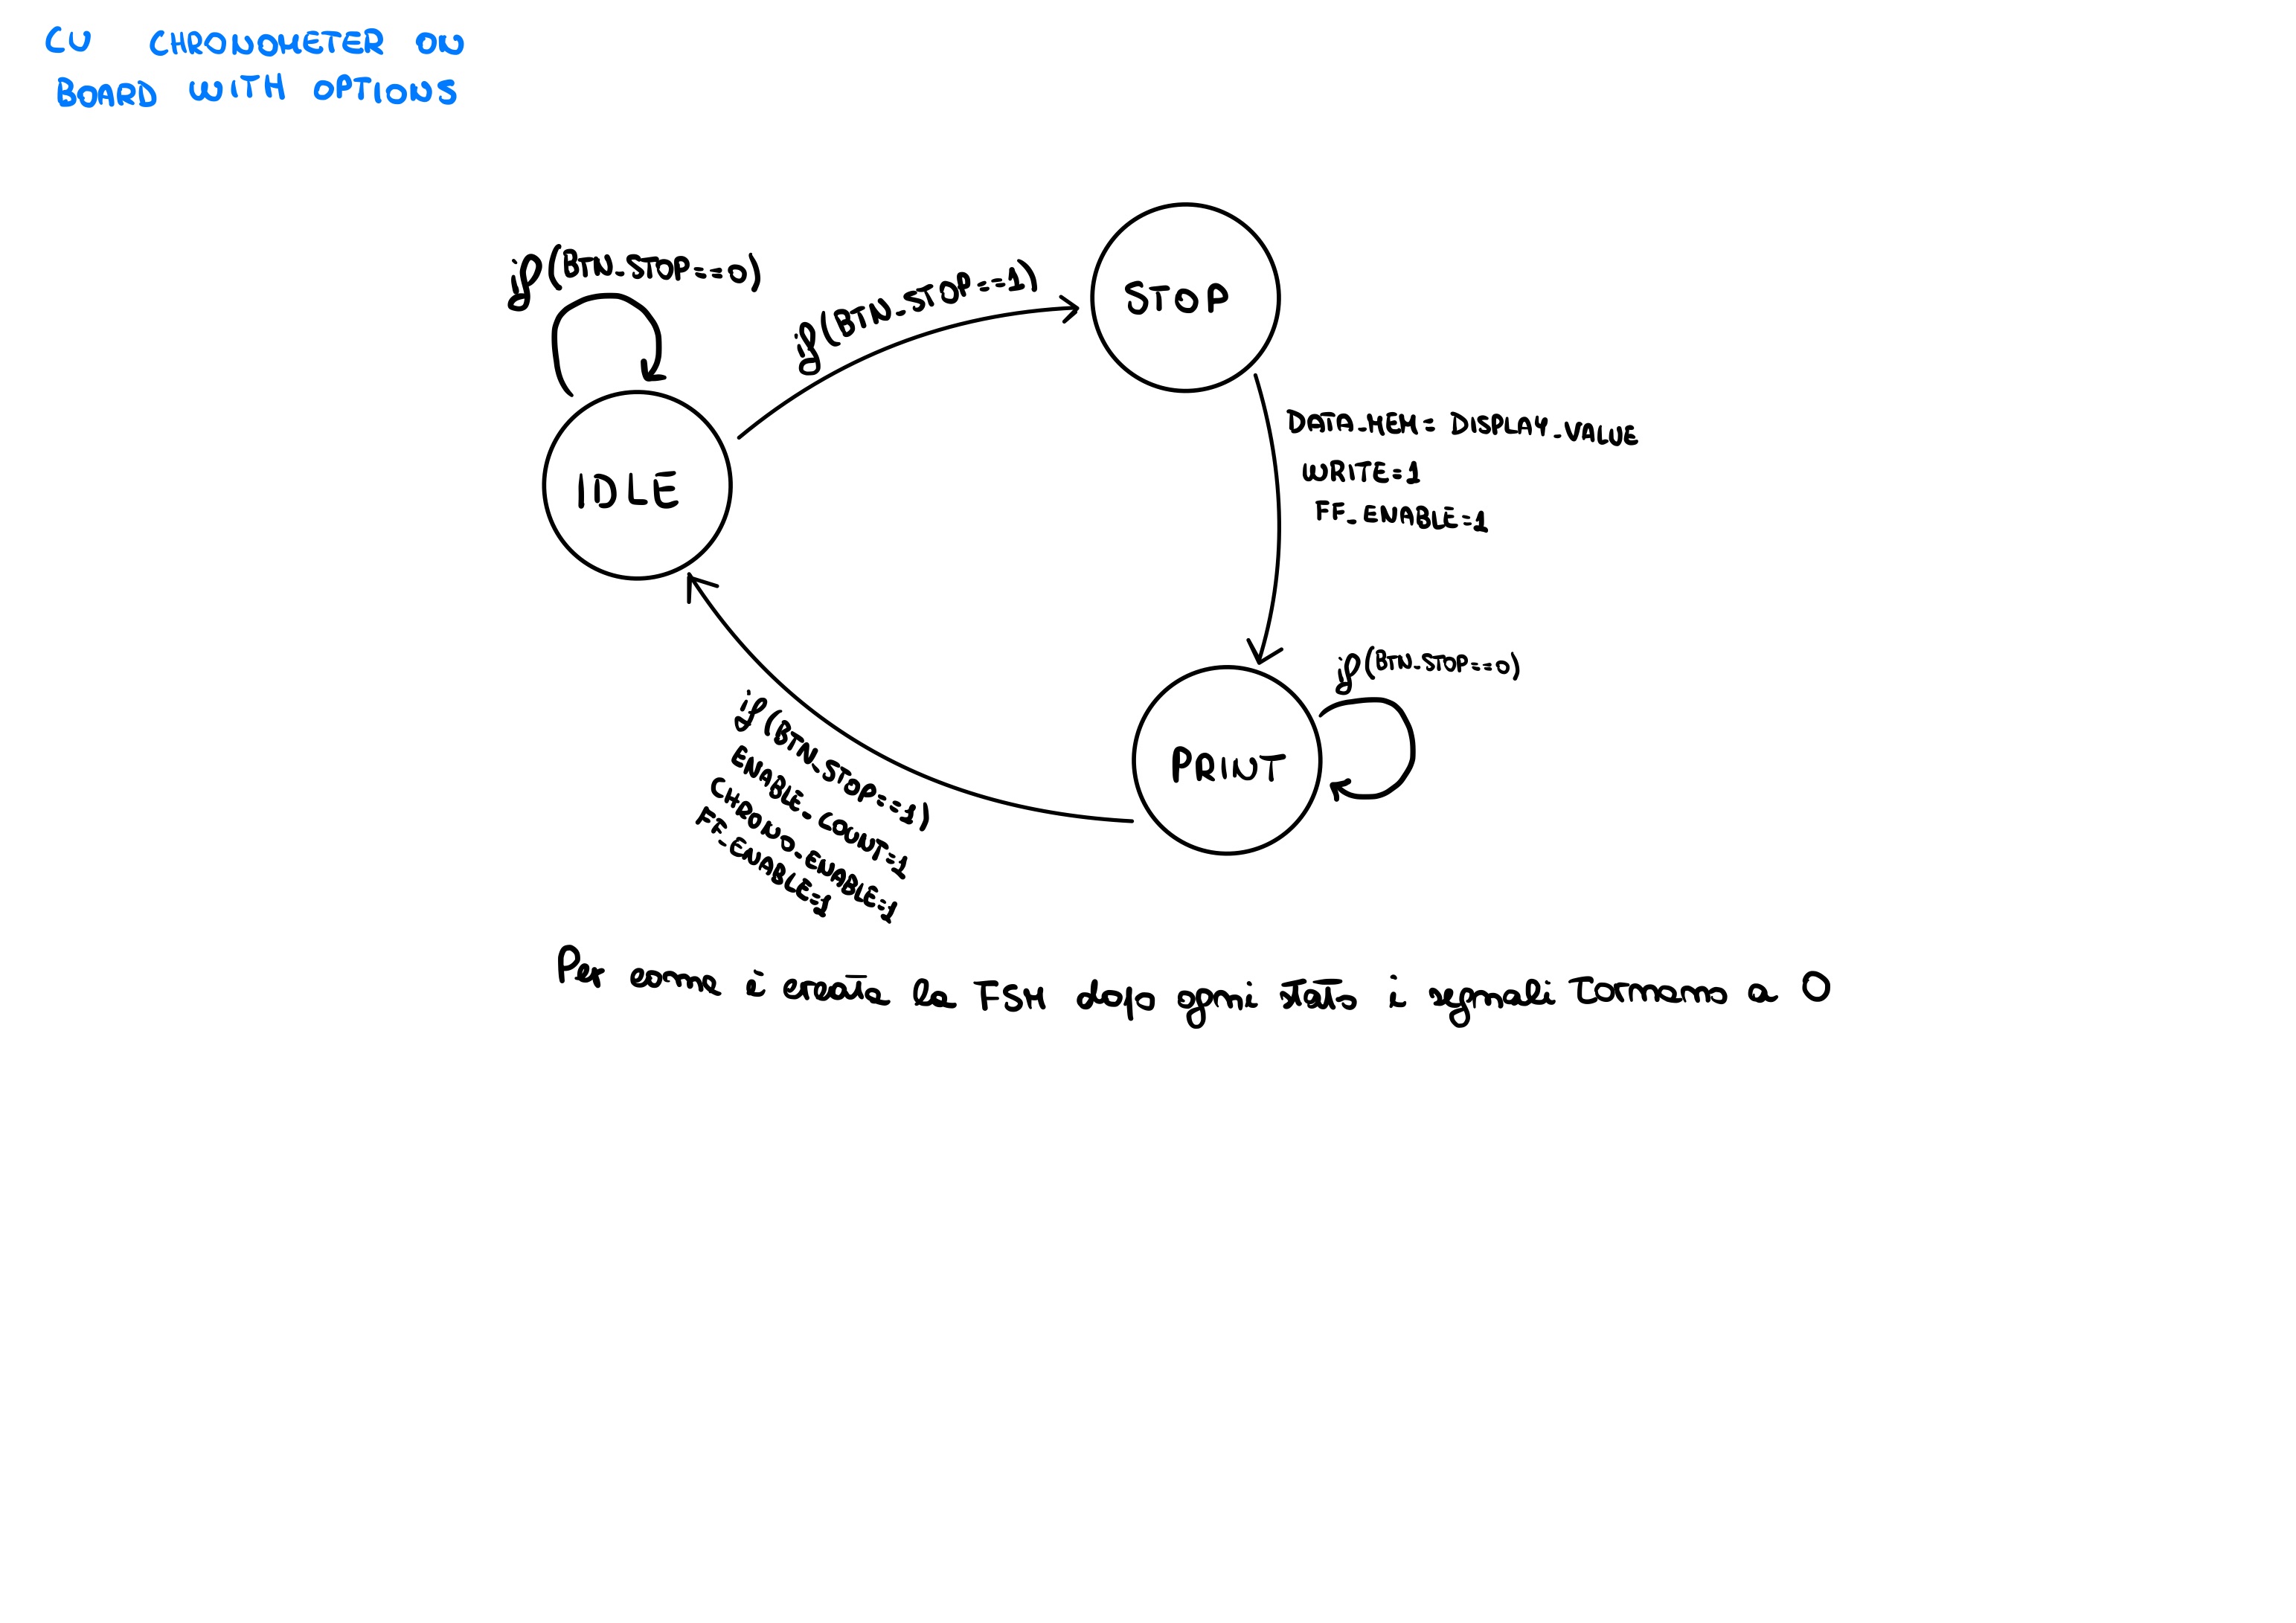 CU CHRONOMETER ON
BOARD WITH OPTIONS
if(BTN_STOP==0)
if(BTN_STOP==1)
STOP
IDLE
DATA_MEM= DISPLAY_VALUE
WRITE=1
FF_ENABLE=1
if(BTN_STOP==0)
PRINT
if(BTN_STOP==1)
ENABLE_COUNT=1
CHRONO_ENABLE=1
FF_ENABLE=1
Per come è creata la FSM dopo ogni stato i segnali tornano a 0